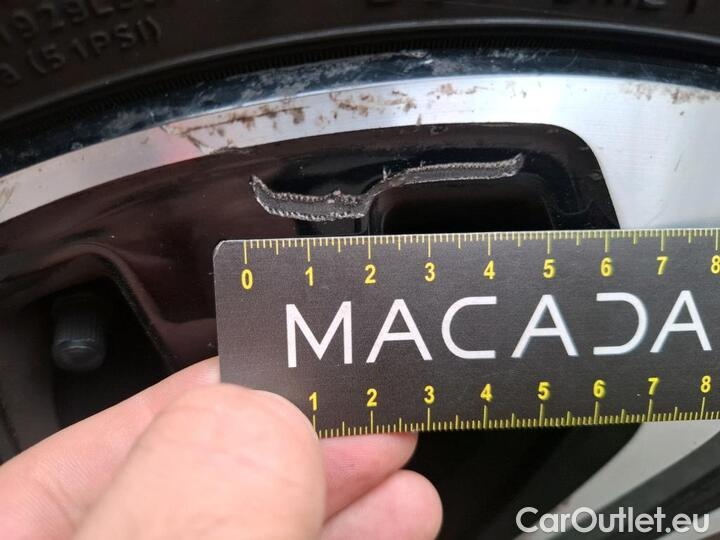 (51PSI)
0 1 2 3 4 5 6 7 8
MACADA
1 2 3 4 5 6 7 8
CarOutlet.eu